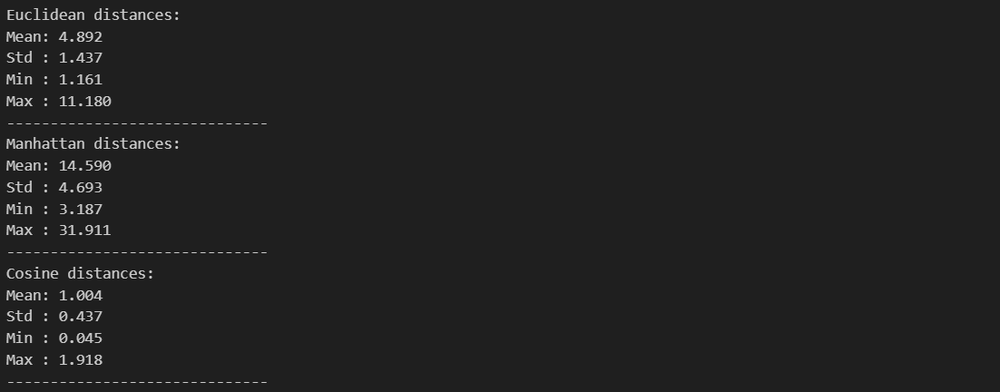 Euclidean distances:
Mean: 4.892
Std : 1.437
Min : 1.161
Max : 11.180
------------------------------
Manhattan distances:
Mean: 14.590
Std : 4.693
Min : 3.187
Max : 31.911
------------------------------
Cosine distances:
Mean: 1.004
Std : 0.437
Min : 0.045
Max : 1.918
------------------------------